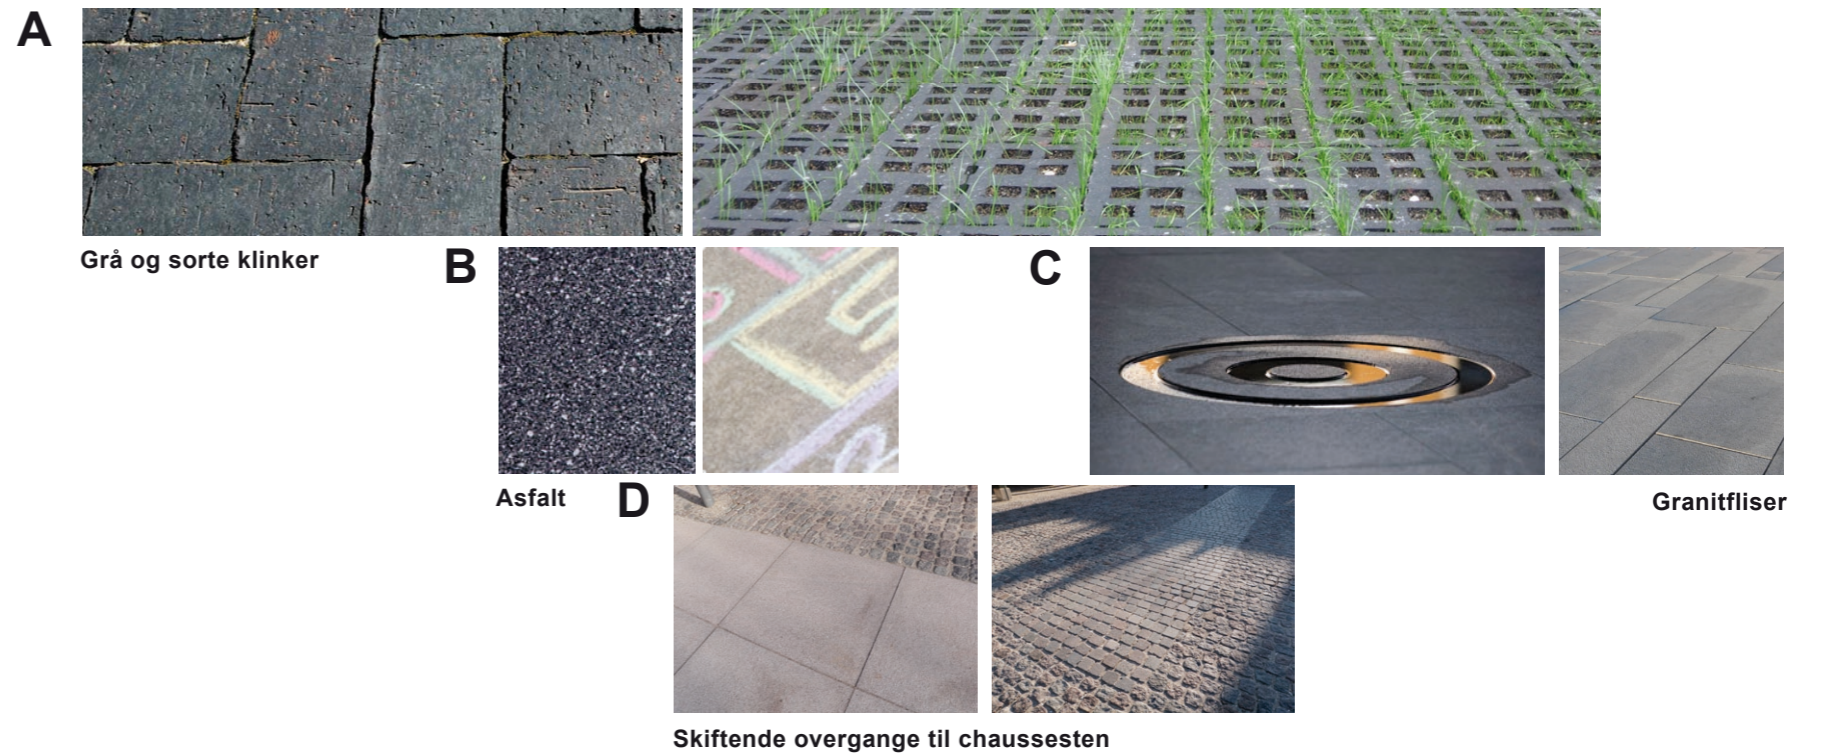 A
Grå og sorte klinker
B
C
Asfalt
D
Granitfliser
Skiftende overgange til chaussesten